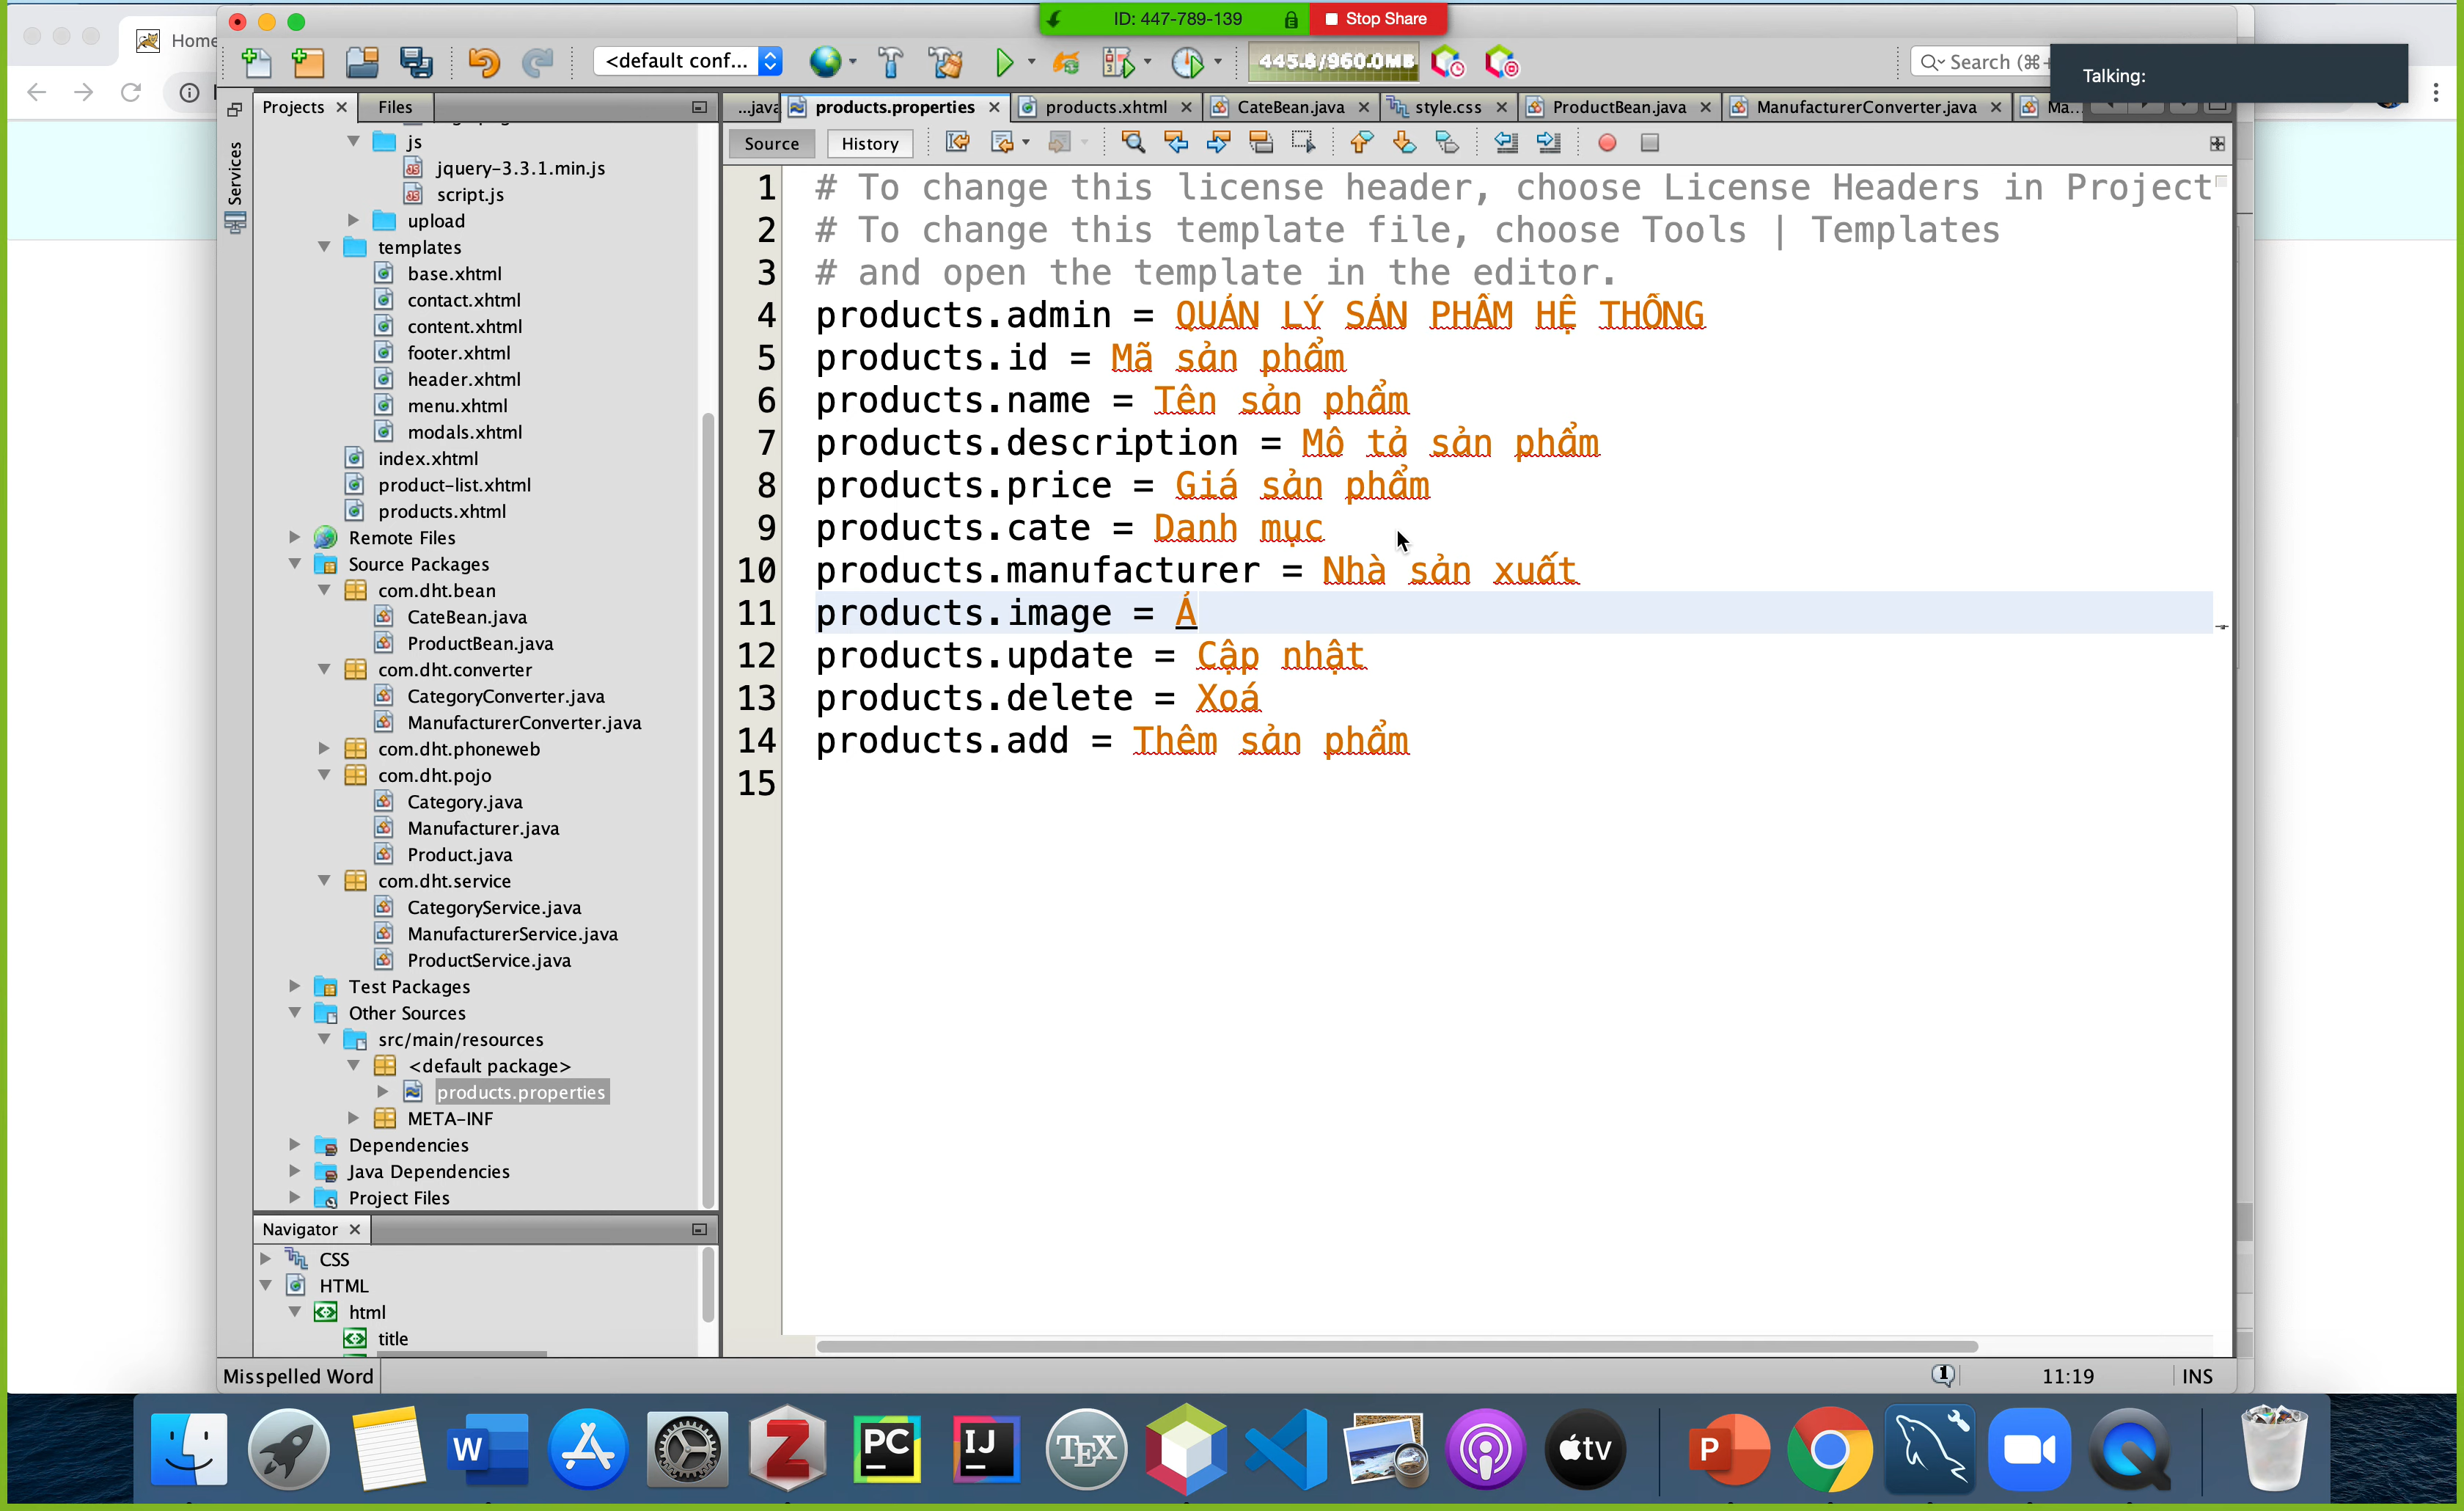 Home
ID: 447-789-139
Stop Share
<default conf...
445.8/960.0MB
Search (⌘+
Talking:
Projects
Files
...java
products.properties
products.xhtml
CateBean.java
style.css
ProductBean.java
ManufacturerConverter.java
Ma...
Source
History
Services
js
jquery-3.3.1.min.js
script.js
upload
templates
base.xhtml
contact.xhtml
content.xhtml
footer.xhtml
header.xhtml
menu.xhtml
modals.xhtml
index.xhtml
product-list.xhtml
products.xhtml
Remote Files
Source Packages
com.dht.bean
CateBean.java
ProductBean.java
com.dht.converter
CategoryConverter.java
ManufacturerConverter.java
com.dht.phoneweb
com.dht.pojo
Category.java
Manufacturer.java
Product.java
com.dht.service
CategoryService.java
ManufacturerService.java
ProductService.java
Test Packages
Other Sources
src/main/resources
<default package>
products.properties
META-INF
Dependencies
Java Dependencies
Project Files
Navigator
CSS
HTML
html
title
1 # To change this license header, choose License Headers in Project
2 # To change this template file, choose Tools | Templates
3 # and open the template in the editor.
4 products.admin = QUẢN LÝ SẢN PHẨM HỆ THỐNG
5 products.id = Mã sản phẩm
6 products.name = Tên sản phẩm
7 products.description = Mô tả sản phẩm
8 products.price = Giá sản phẩm
9 products.cate = Danh mục
10 products.manufacturer = Nhà sản xuất
11 products.image = Ả
12 products.update = Cập nhật
13 products.delete = Xoá
14 products.add = Thêm sản phẩm
15
Misspelled Word
1
11:19
INS
W
Z
PC
IJ
TEX
tv
P